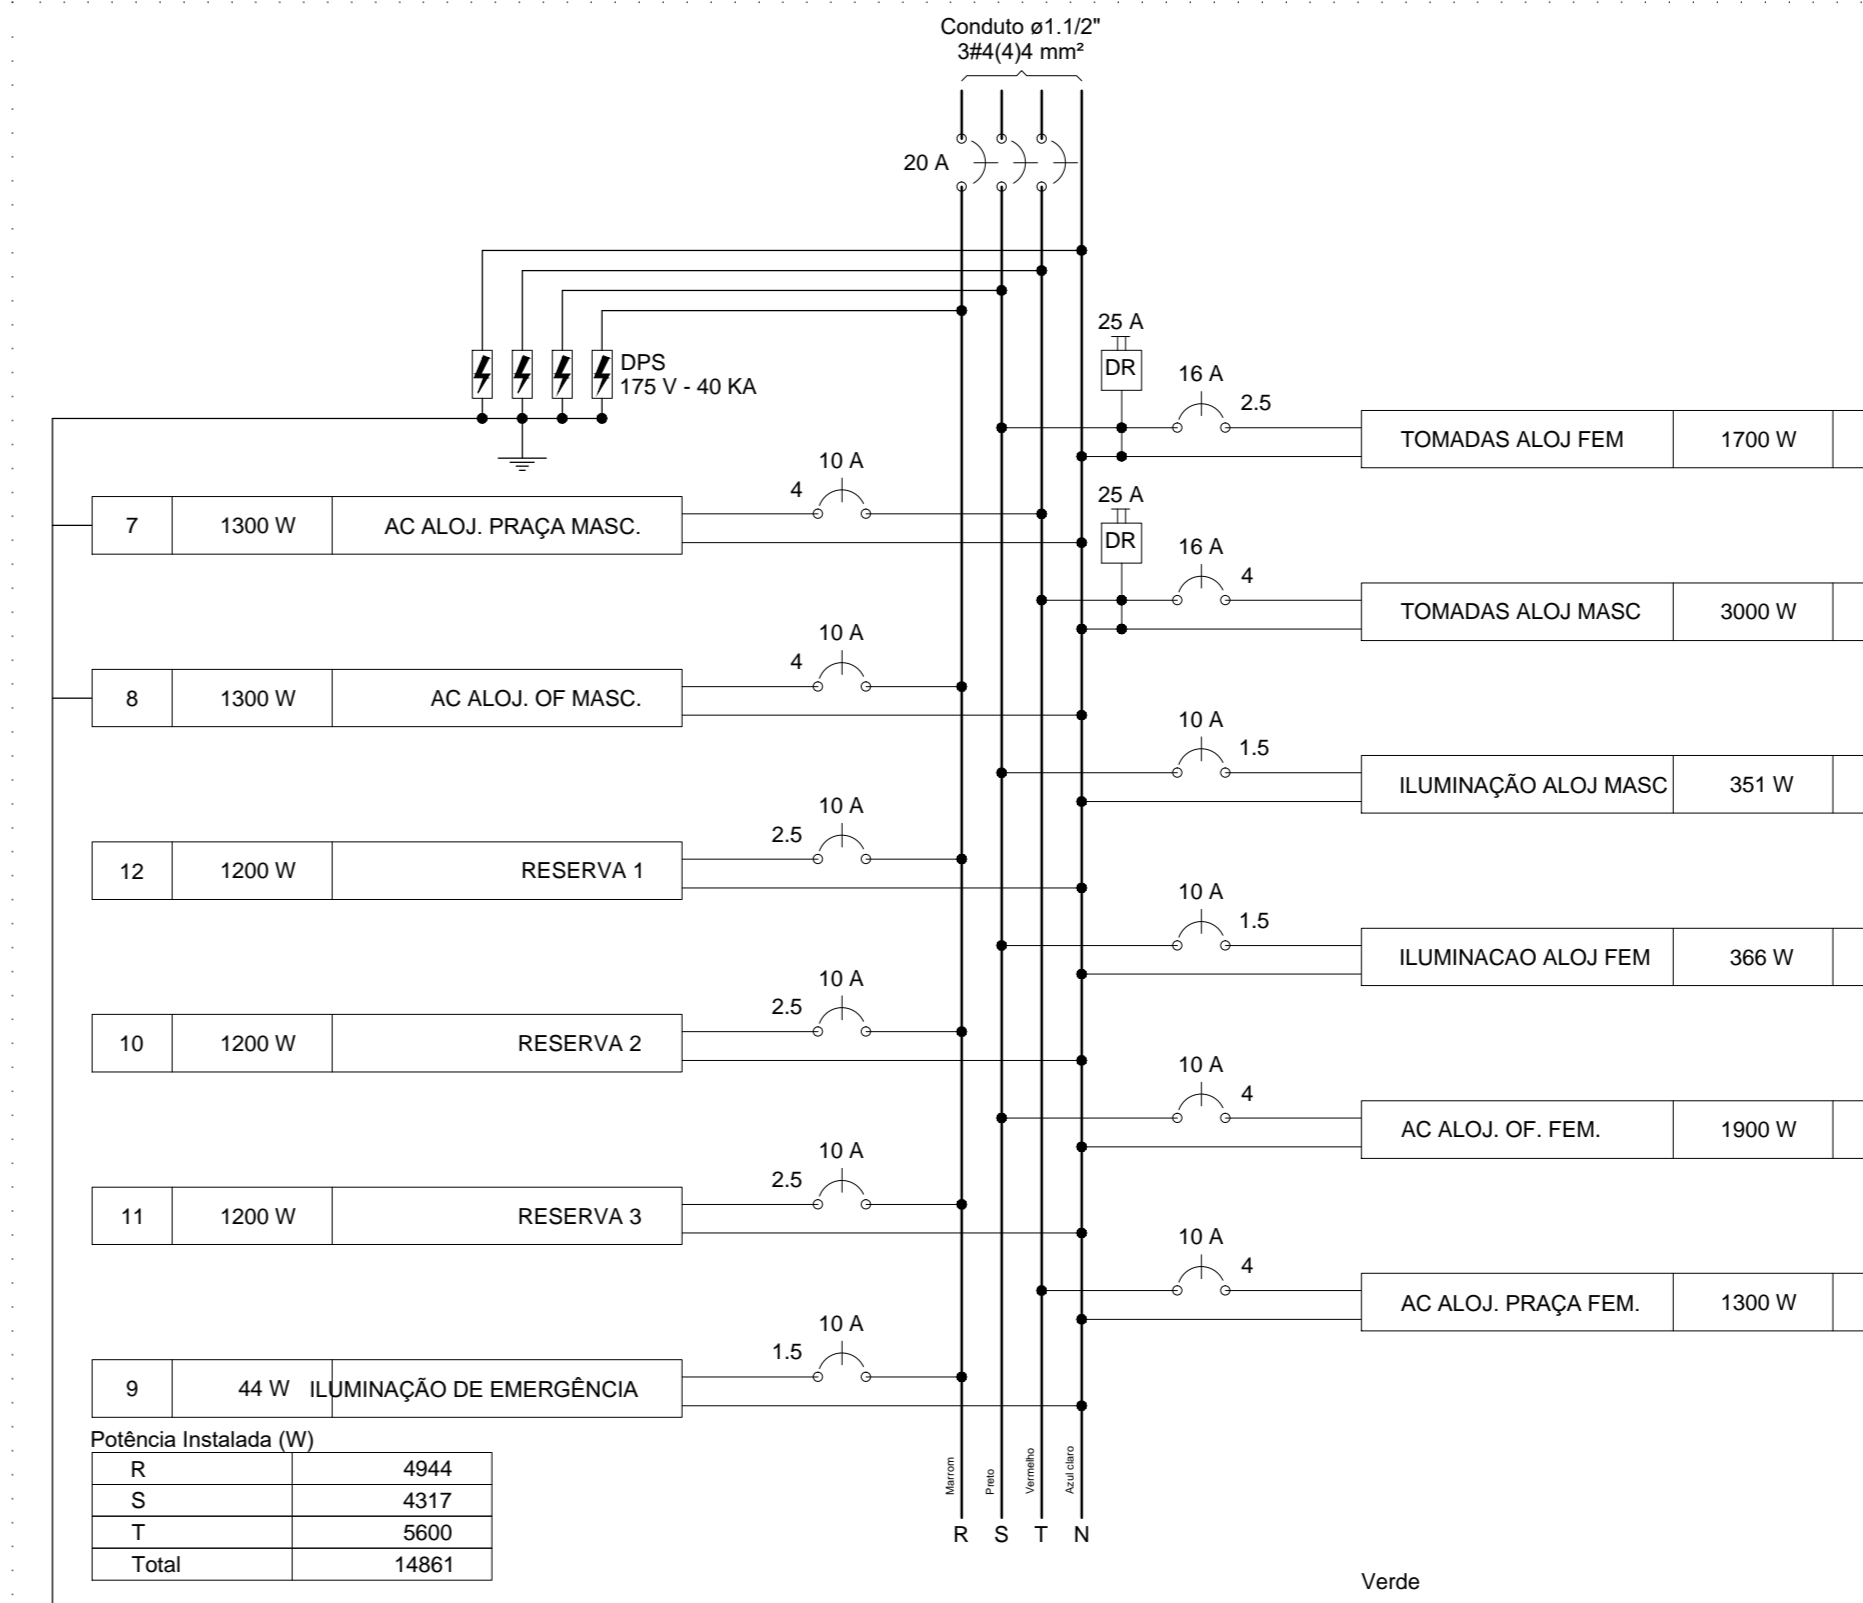 Conduto ø1.1/2"
3#4(4)4 mm²
20 A
DPS
175 V - 40 KA
25 A
DR
16 A
2.5
TOMADAS ALOJ FEM 1700 W
10 A
4
7 1300 W AC ALOJ. PRAÇA MASC.
25 A
DR
16 A
4
TOMADAS ALOJ MASC 3000 W
10 A
4
8 1300 W AC ALOJ. OF MASC.
10 A
1.5
ILUMINAÇÃO ALOJ MASC 351 W
10 A
2.5
12 1200 W RESERVA 1
10 A
1.5
ILUMINACAO ALOJ FEM 366 W
10 A
2.5
10 1200 W RESERVA 2
10 A
4
AC ALOJ. OF. FEM. 1900 W
10 A
2.5
11 1200 W RESERVA 3
10 A
4
AC ALOJ. PRAÇA FEM. 1300 W
10 A
1.5
9 44 W ILUMINAÇÃO DE EMERGÊNCIA
Potência Instalada (W)
R 4944
S 4317
T 5600
Total 14861
Marrom
Preto
Vermelho
Azul claro
R S T N
Verde